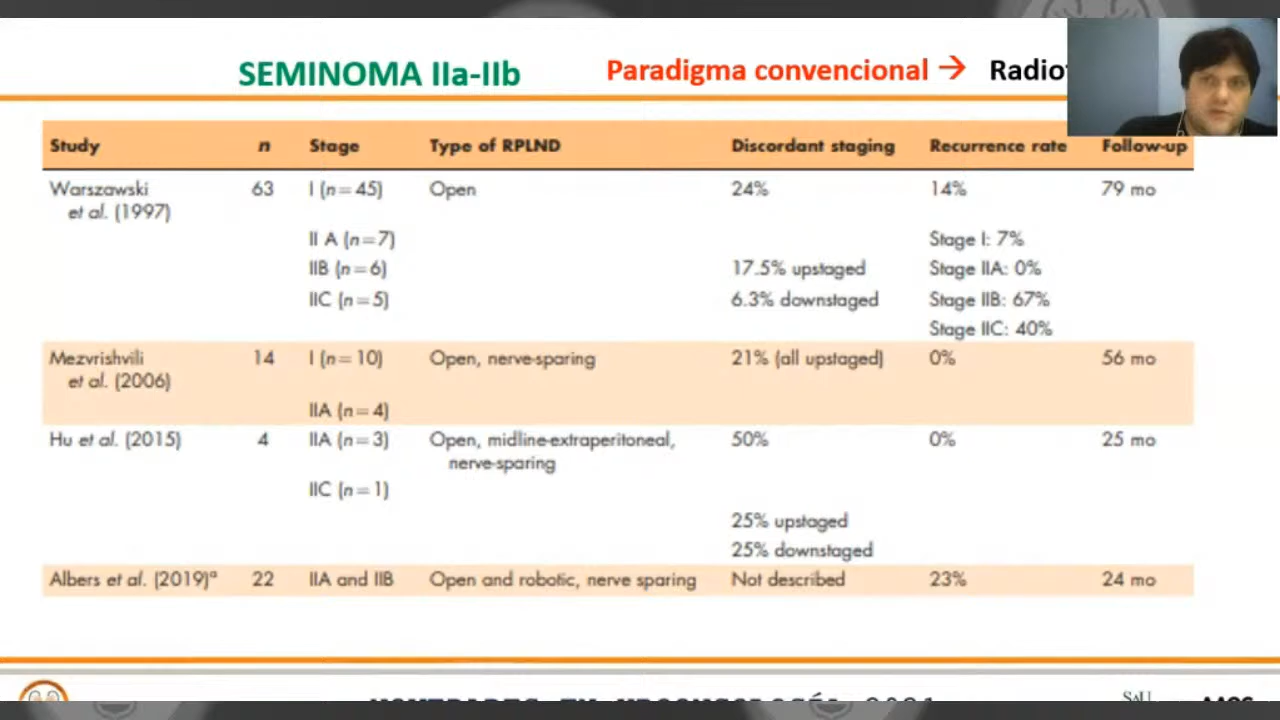 SEMINOMA IIa-IIb
Paradigma convencional → Radio
Study n Stage Type of RPLND Discordant staging Recurrence rate Follow-up
Warszawski 63 I (n=45) Open 24% 14% 79 mo
et al. (1997)
II A (n=7) Stage I: 7%
IIB (n=6) 17.5% upstaged Stage IIA: 0%
IIC (n=5) 6.3% downstaged Stage IIB: 67%
Stage IIC: 40%
Mezvrishvili 14 I (n=10) Open, nerve-sparing 21% (all upstaged) 0% 56 mo
et al. (2006)
IIA (n=4)
Hu et al. (2015) 4 IIA (n=3) Open, midline-extraperitoneal, 50% 0% 25 mo
nerve-sparing
IIC (n=1)
25% upstaged
25% downstaged
Albers et al. (2019)ᵃ 22 IIA and IIB Open and robotic, nerve sparing Not described 23% 24 mo